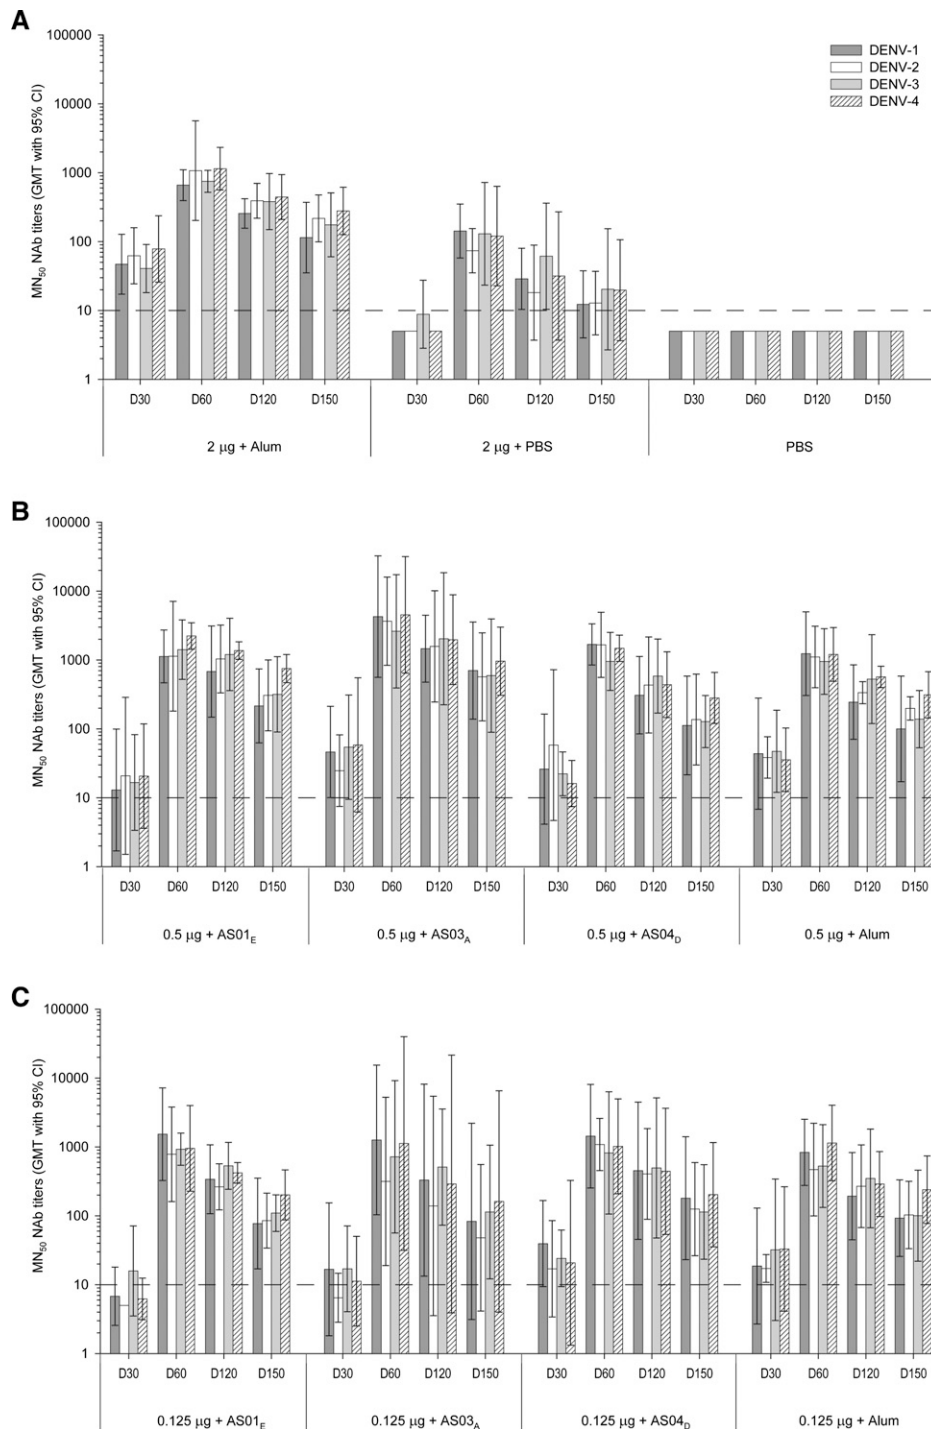 A
MN50 NAb titers (GMT with 95% CI)
100000
10000
1000
100
10
1
DENV-1
DENV-2
DENV-3
DENV-4
D30 D60 D120 D150 D30 D60 D120 D150 D30 D60 D120 D150
2 µg + Alum 2 µg + PBS PBS
B
MN50 NAb titers (GMT with 95% CI)
100000
10000
1000
100
10
1
D30 D60 D120 D150 D30 D60 D120 D150 D30 D60 D120 D150 D30 D60 D120 D150
0.5 µg + AS01E 0.5 µg + AS03A 0.5 µg + AS04D 0.5 µg + Alum
C
MN50 NAb titers (GMT with 95% CI)
100000
10000
1000
100
10
1
D30 D60 D120 D150 D30 D60 D120 D150 D30 D60 D120 D150 D30 D60 D120 D150
0.125 µg + AS01E 0.125 µg + AS03A 0.125 µg + AS04D 0.125 µg + Alum